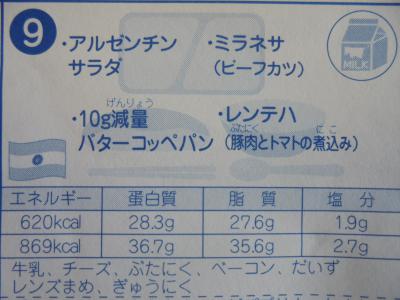 9
・アルゼンチン
サラダ
・ミラネサ
(ビーフカツ)
MILK
げんりょう
・10g減量
バターコッペパン
・レンテハ
ぶたにく にこ
(豚肉とトマトの煮込み)
エネルギー 蛋白質 脂 質 塩 分
620kcal 28.3g 27.6g 1.9g
869kcal 36.7g 35.6g 2.7g
牛乳、チーズ、ぶたにく、ベーコン、だいず
レンズまめ、ぎゅうにく